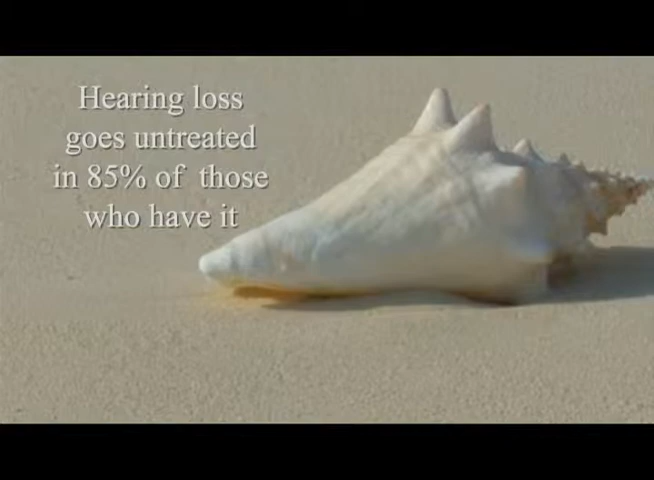 Hearing loss
goes untreated
in 85% of those
who have it